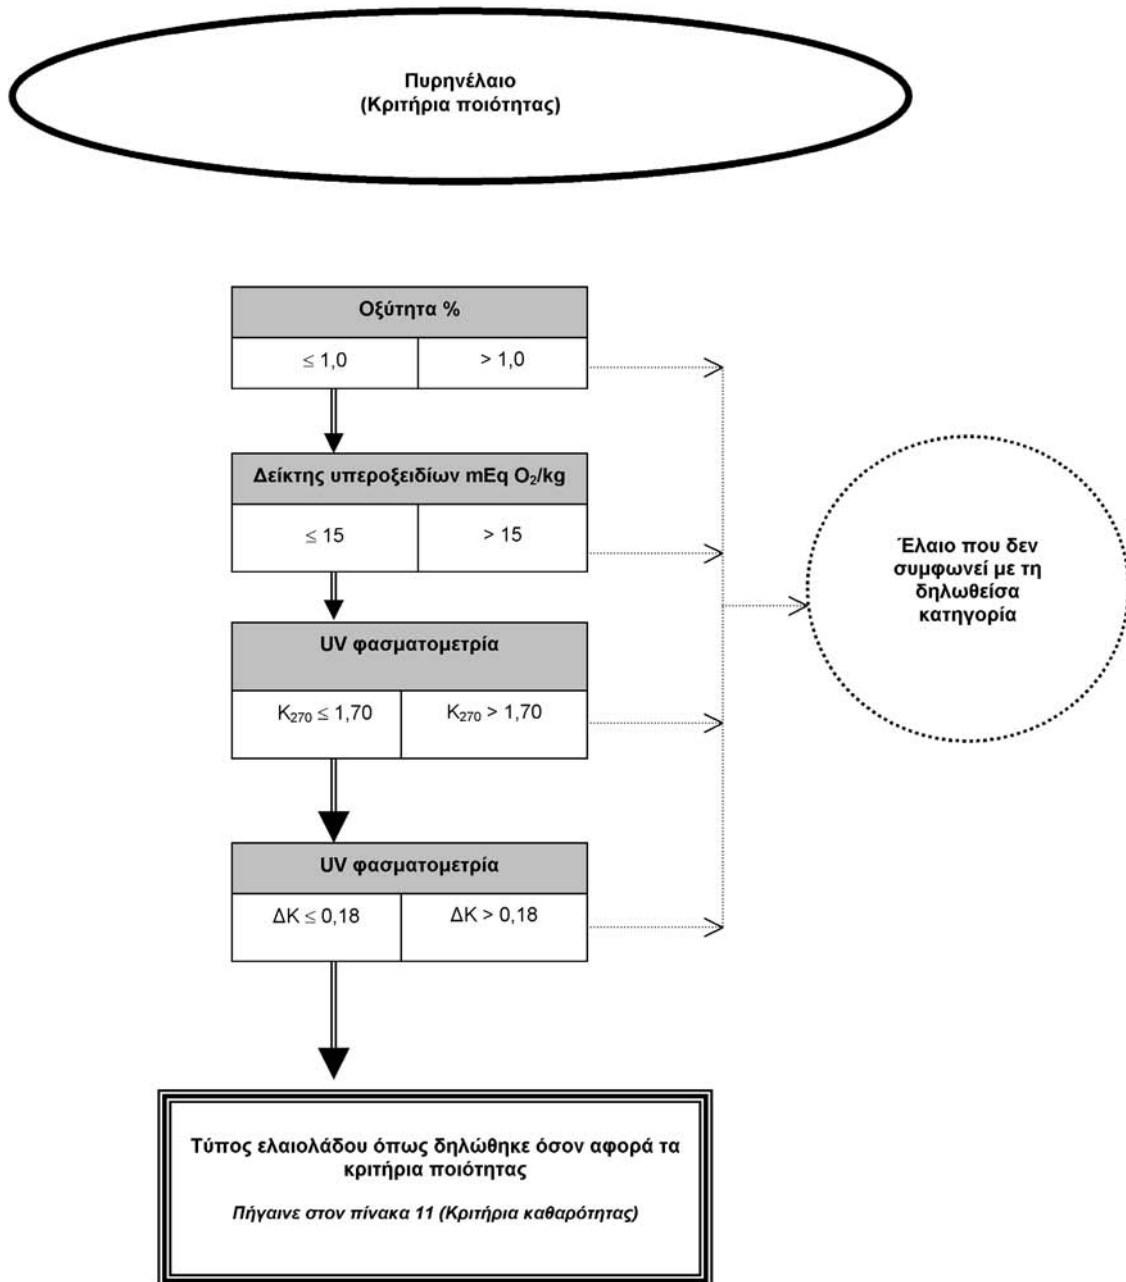 Πυρηνέλαιο
(Κριτήρια ποιότητας)
Οξύτητα %
≤ 1,0 > 1,0
Δείκτης υπεροξειδίων mEq O₂/kg
≤ 15 > 15
UV φασματομετρία
K₂₇₀ ≤ 1,70 K₂₇₀ > 1,70
UV φασματομετρία
ΔK ≤ 0,18 ΔK > 0,18
Έλαιο που δεν
συμφωνεί με τη
δηλωθείσα
κατηγορία
Τύπος ελαιολάδου όπως δηλώθηκε όσον αφορά τα
κριτήρια ποιότητας
Πήγαινε στον πίνακα 11 (Κριτήρια καθαρότητας)